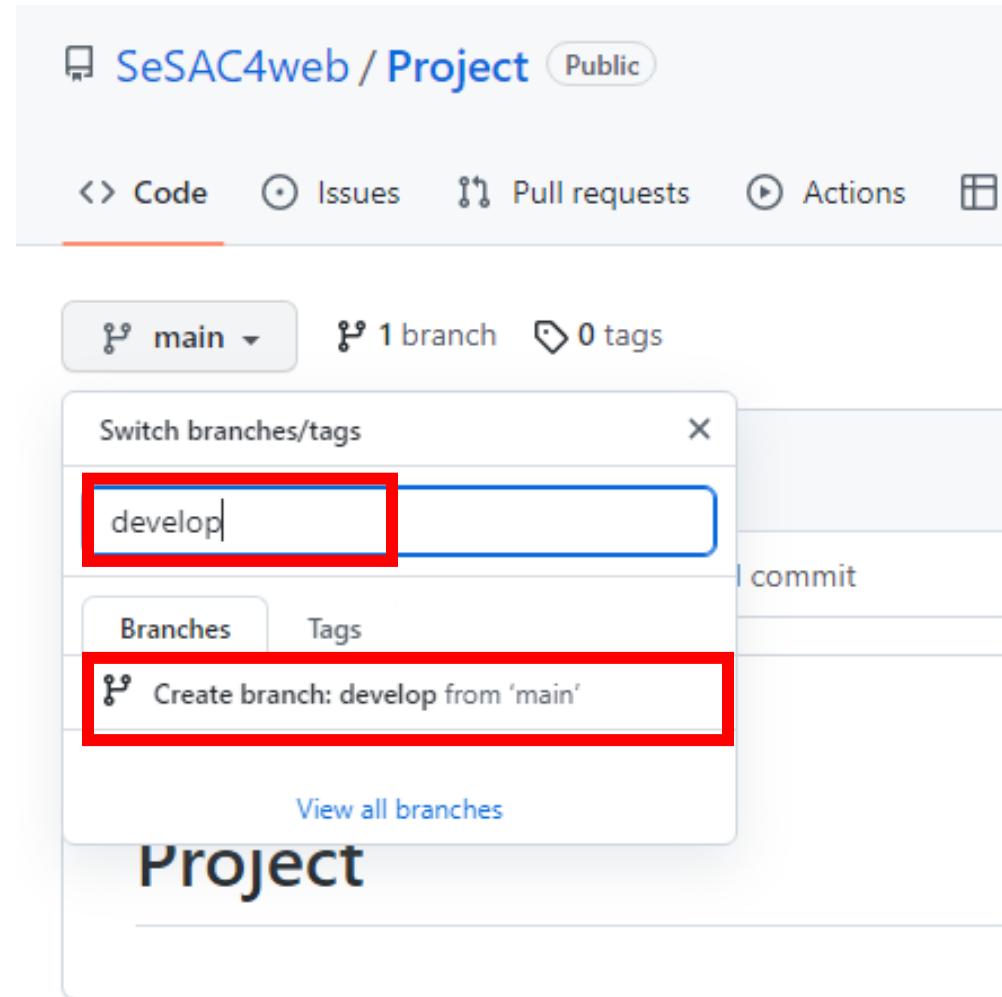 SeSAC4web / Project Public
<> Code Issues Pull requests Actions
main 1 branch 0 tags
Switch branches/tags ×
develop
commit
Branches Tags
Create branch: develop from ‘main’
View all branches
Project